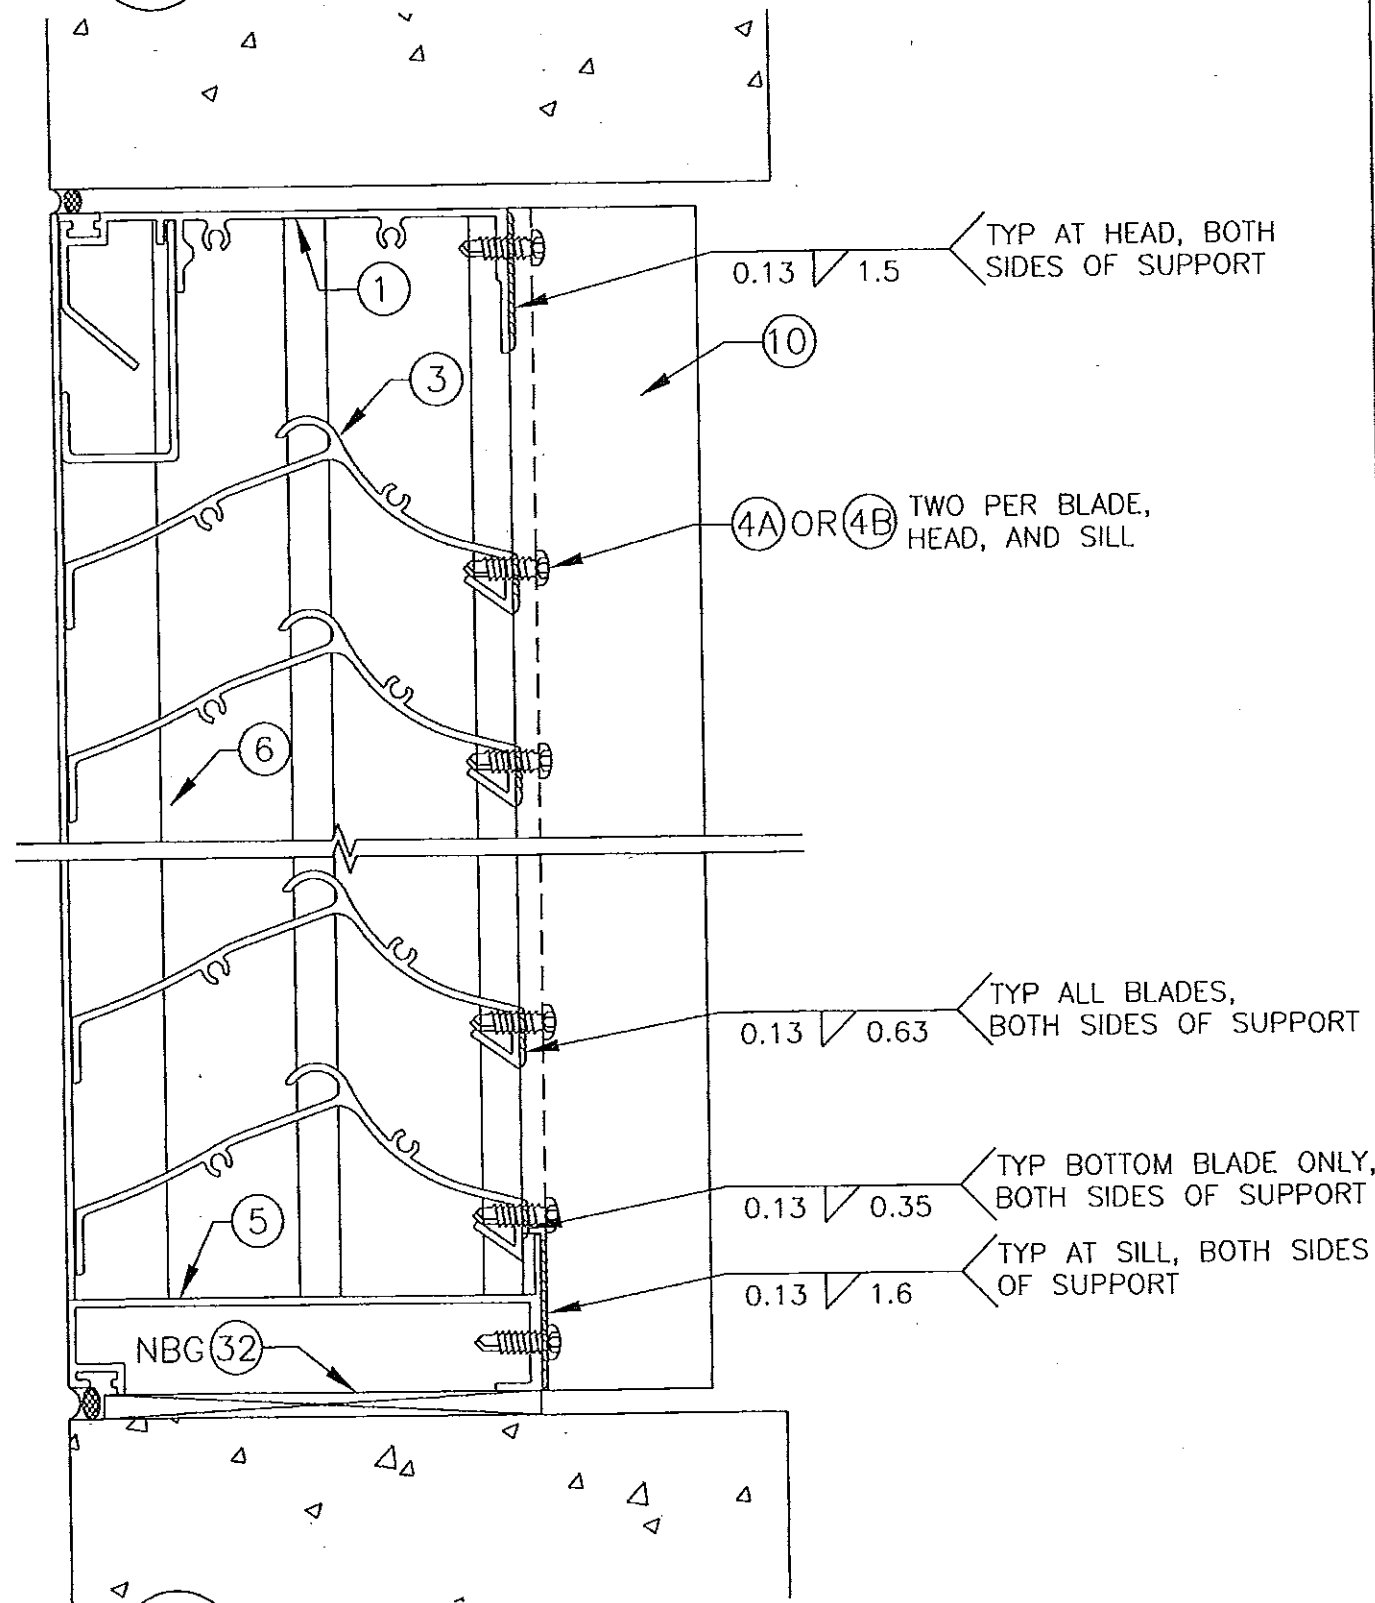 TYP AT HEAD, BOTH
SIDES OF SUPPORT
0.13 1.5
1
10
3
4A OR 4B TWO PER BLADE,
HEAD, AND SILL
6
TYP ALL BLADES,
BOTH SIDES OF SUPPORT
0.13 0.63
TYP BOTTOM BLADE ONLY,
BOTH SIDES OF SUPPORT
0.13 0.35
5
TYP AT SILL, BOTH SIDES
OF SUPPORT
0.13 1.6
NBG 32